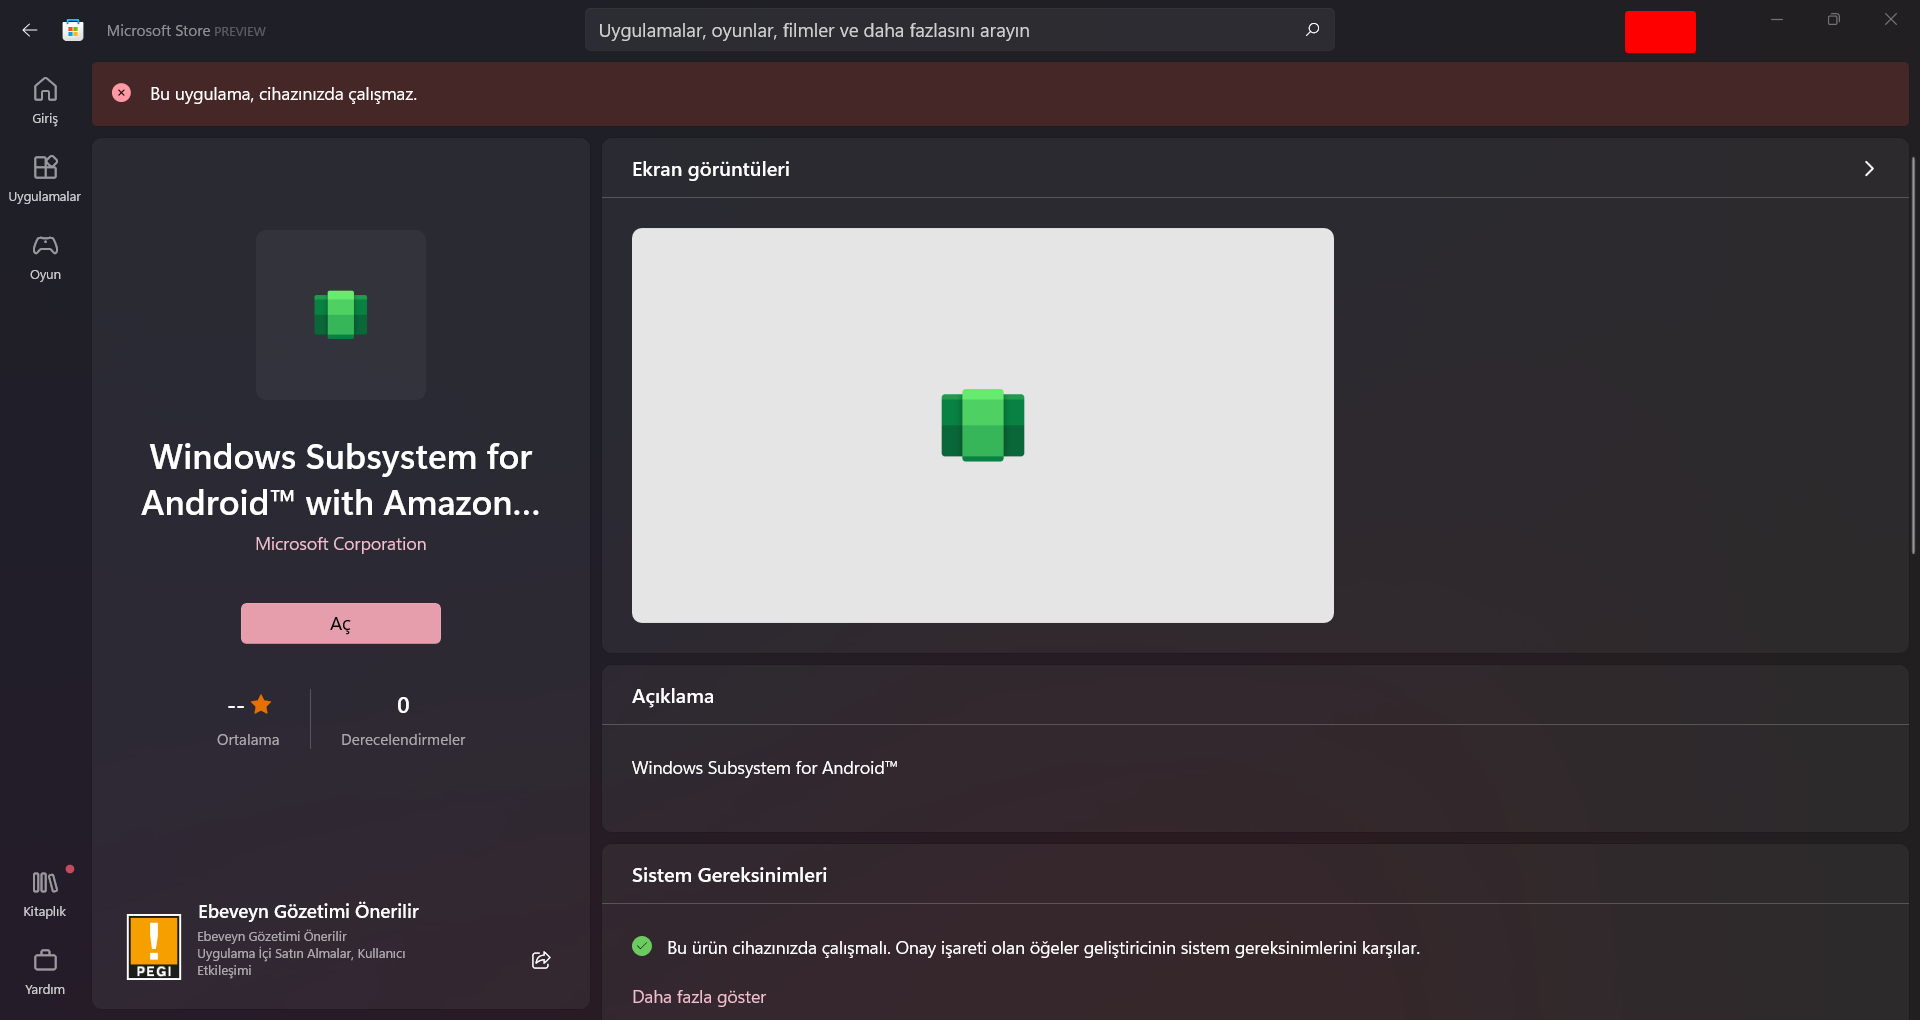 Microsoft Store PREVIEW
Uygulamalar, oyunlar, filmler ve daha fazlasını arayın
Giriş
Uygulamalar
Oyun
Kitaplık
Yardım
Bu uygulama, cihazınızda çalışmaz.
Windows Subsystem for
Android™ with Amazon...
Microsoft Corporation
Aç
--
Ortalama
0
Derecelendirmeler
PEGI
Ebeveyn Gözetimi Önerilir
Ebeveyn Gözetimi Önerilir
Uygulama İçi Satın Almalar, Kullanıcı
Etkileşimi
Ekran görüntüleri
Açıklama
Windows Subsystem for Android™
Sistem Gereksinimleri
Bu ürün cihazınızda çalışmalı. Onay işareti olan öğeler geliştiricinin sistem gereksinimlerini karşılar.
Daha fazla göster